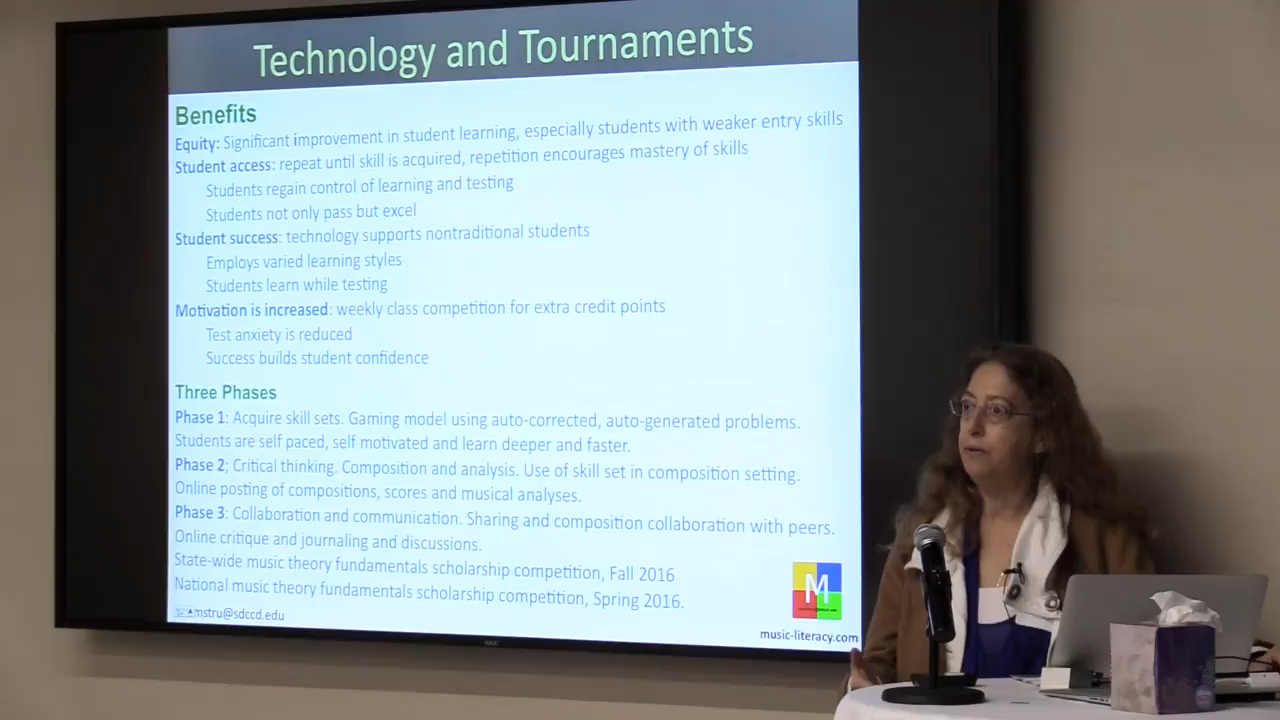 Technology and Tournaments
Benefits
Equity: Significant improvement in student learning, especially students with weaker entry skills
Student access: repeat until skill is acquired, repetition encourages mastery of skills
Students regain control of learning and testing
Students not only pass but excel
Student success: technology supports nontraditional students
Employs varied learning styles
Students learn while testing
Motivation is increased: weekly class competition for extra credit points
Test anxiety is reduced
Success builds student confidence
Three Phases
Phase 1: Acquire skill sets. Gaming model using auto-corrected, auto-generated problems.
Students are self paced, self motivated and learn deeper and faster.
Phase 2; Critical thinking. Composition and analysis. Use of skill set in composition setting.
Online posting of compositions, scores and musical analyses.
Phase 3: Collaboration and communication. Sharing and composition collaboration with peers.
Online critique and journaling and discussions.
State-wide music theory fundamentals scholarship competition, Fall 2016
National music theory fundamentals scholarship competition, Spring 2016.
M
music-literacy.com